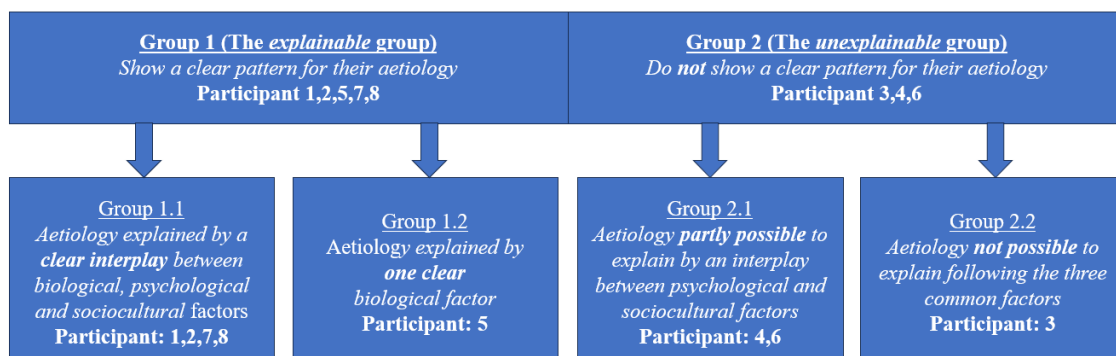 Group 1 (The explainable group)
Show a clear pattern for their aetiology
Participant 1,2,5,7,8
Group 2 (The unexplainable group)
Do not show a clear pattern for their aetiology
Participant 3,4,6
Group 1.1
Aetiology explained by a
clear interplay between
biological, psychological
and sociocultural factors
Participant: 1,2,7,8
Group 1.2
Aetiology explained by
one clear
biological factor
Participant: 5
Group 2.1
Aetiology partly possible to
explain by an interplay
between psychological and
sociocultural factors
Participant: 4,6
Group 2.2
Aetiology not possible to
explain following the three
common factors
Participant: 3